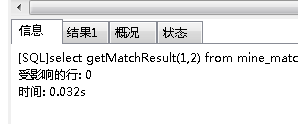 信息 结果1 概况 状态
[SQL]select getMatchResult(1,2) from mine_matc
受影响的行: 0
时间: 0.032s